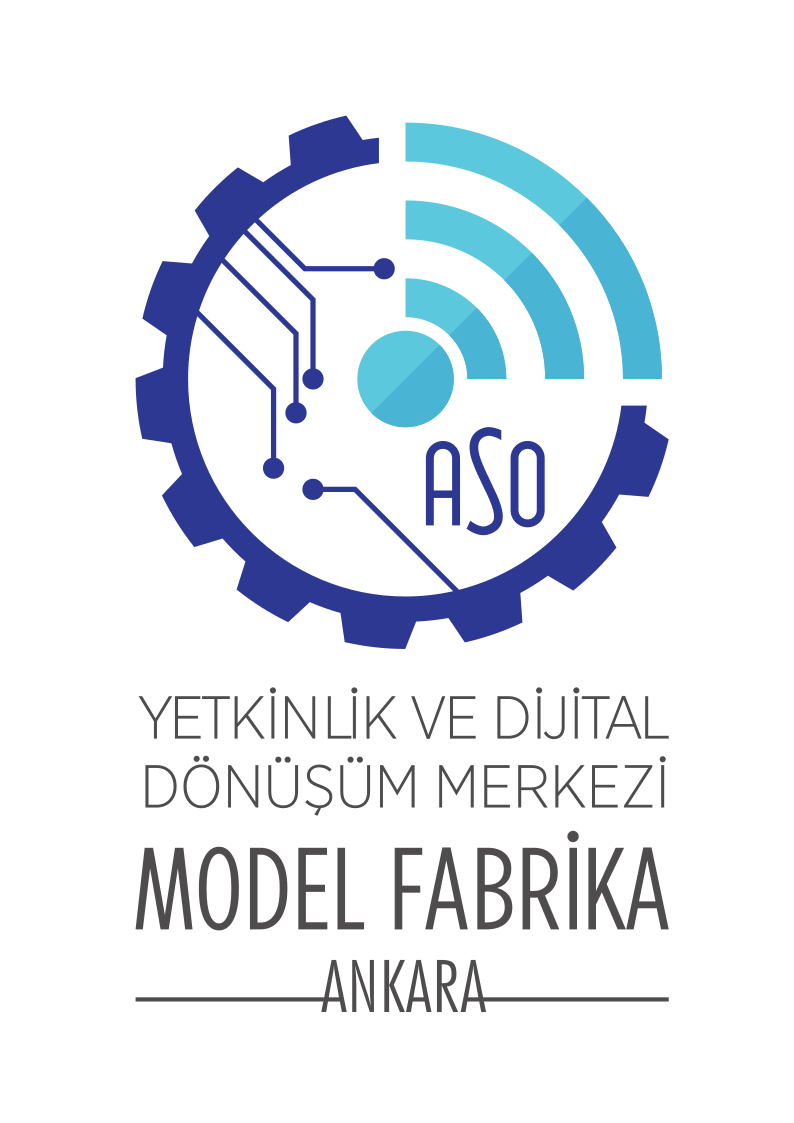 ASO
YETKİNLİK VE DİJİTAL
DÖNÜŞÜM MERKEZİ
MODEL FABRİKA
ANKARA